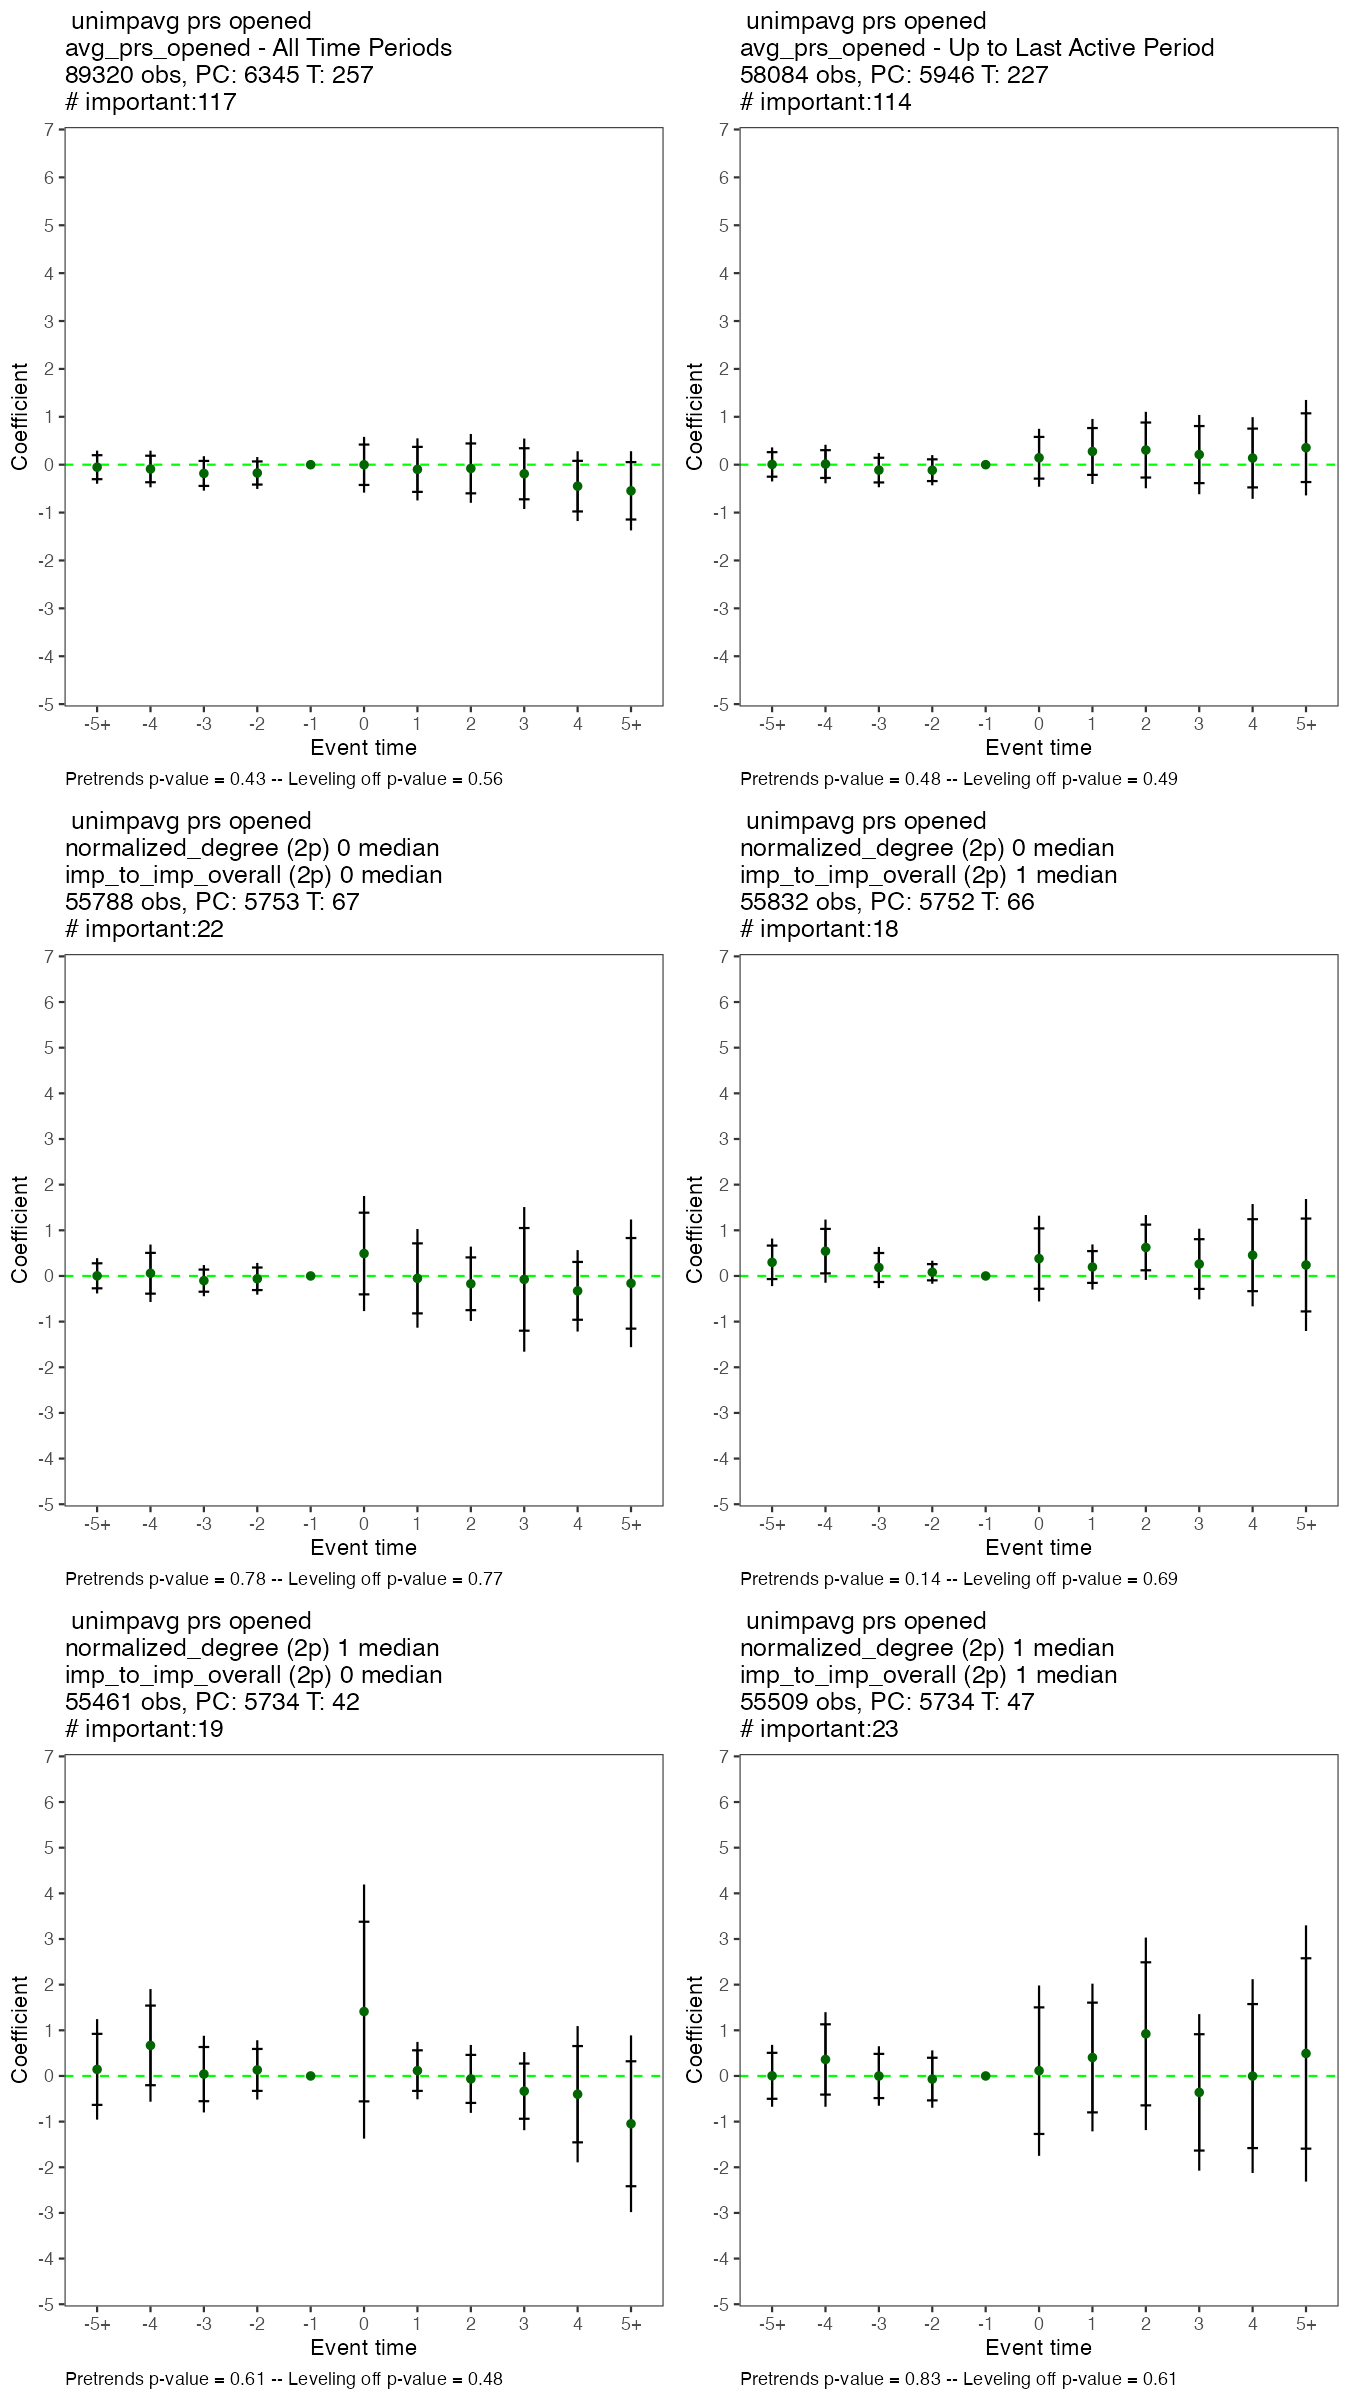 unimpavg prs opened
avg_prs_opened - All Time Periods
89320 obs, PC: 6345 T: 257
# important:117
7
6
5
4
3
2
1
0
-1
-2
-3
-4
-5
Coefficient
-5+ -4 -3 -2 -1 0 1 2 3 4 5+
Event time
Pretrends p-value = 0.43 -- Leveling off p-value = 0.56
unimpavg prs opened
avg_prs_opened - Up to Last Active Period
58084 obs, PC: 5946 T: 227
# important:114
7
6
5
4
3
2
1
0
-1
-2
-3
-4
-5
Coefficient
-5+ -4 -3 -2 -1 0 1 2 3 4 5+
Event time
Pretrends p-value = 0.48 -- Leveling off p-value = 0.49
unimpavg prs opened
normalized_degree (2p) 0 median
imp_to_imp_overall (2p) 0 median
55788 obs, PC: 5753 T: 67
# important:22
7
6
5
4
3
2
1
0
-1
-2
-3
-4
-5
Coefficient
-5+ -4 -3 -2 -1 0 1 2 3 4 5+
Event time
Pretrends p-value = 0.78 -- Leveling off p-value = 0.77
unimpavg prs opened
normalized_degree (2p) 0 median
imp_to_imp_overall (2p) 1 median
55832 obs, PC: 5752 T: 66
# important:18
7
6
5
4
3
2
1
0
-1
-2
-3
-4
-5
Coefficient
-5+ -4 -3 -2 -1 0 1 2 3 4 5+
Event time
Pretrends p-value = 0.14 -- Leveling off p-value = 0.69
unimpavg prs opened
normalized_degree (2p) 1 median
imp_to_imp_overall (2p) 0 median
55461 obs, PC: 5734 T: 42
# important:19
7
6
5
4
3
2
1
0
-1
-2
-3
-4
-5
Coefficient
-5+ -4 -3 -2 -1 0 1 2 3 4 5+
Event time
Pretrends p-value = 0.61 -- Leveling off p-value = 0.48
unimpavg prs opened
normalized_degree (2p) 1 median
imp_to_imp_overall (2p) 1 median
55509 obs, PC: 5734 T: 47
# important:23
7
6
5
4
3
2
1
0
-1
-2
-3
-4
-5
Coefficient
-5+ -4 -3 -2 -1 0 1 2 3 4 5+
Event time
Pretrends p-value = 0.83 -- Leveling off p-value = 0.61